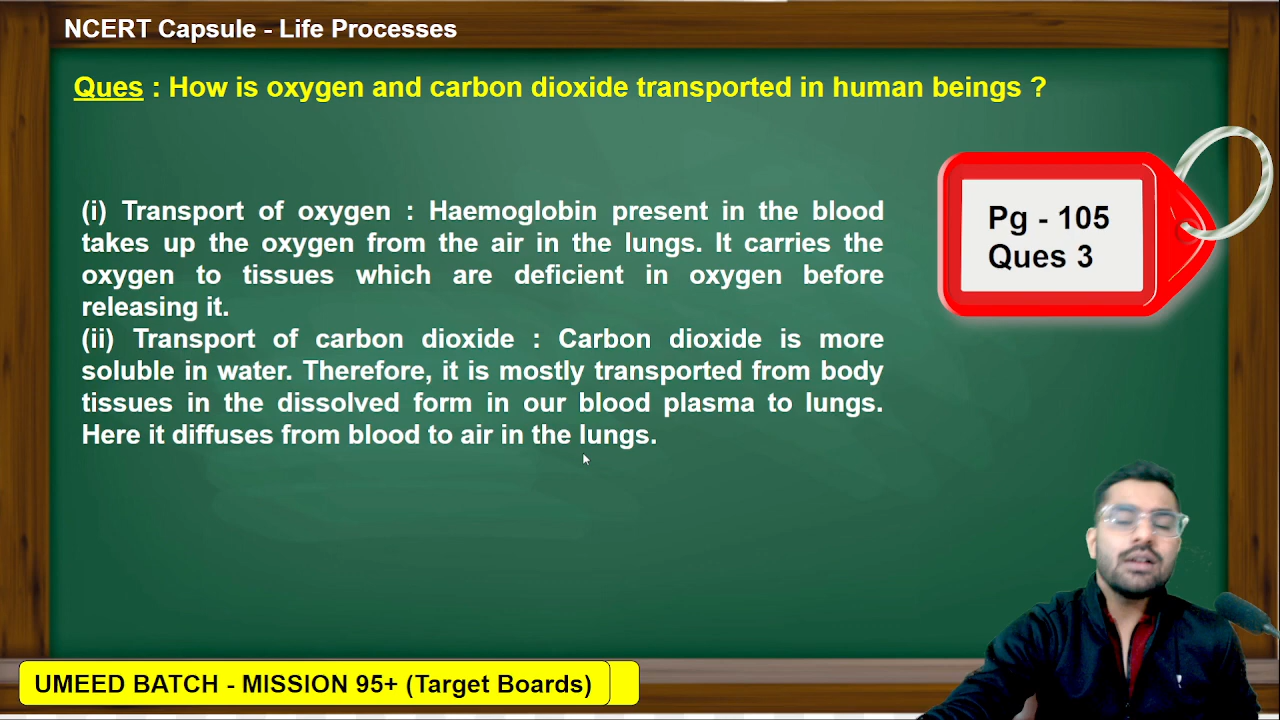 NCERT Capsule - Life Processes
Ques : How is oxygen and carbon dioxide transported in human beings ?
(i) Transport of oxygen : Haemoglobin present in the blood
takes up the oxygen from the air in the lungs. It carries the
oxygen to tissues which are deficient in oxygen before
releasing it.
(ii) Transport of carbon dioxide : Carbon dioxide is more
soluble in water. Therefore, it is mostly transported from body
tissues in the dissolved form in our blood plasma to lungs.
Here it diffuses from blood to air in the lungs.
Pg - 105
Ques 3
UMEED BATCH - MISSION 95+ (Target Boards)